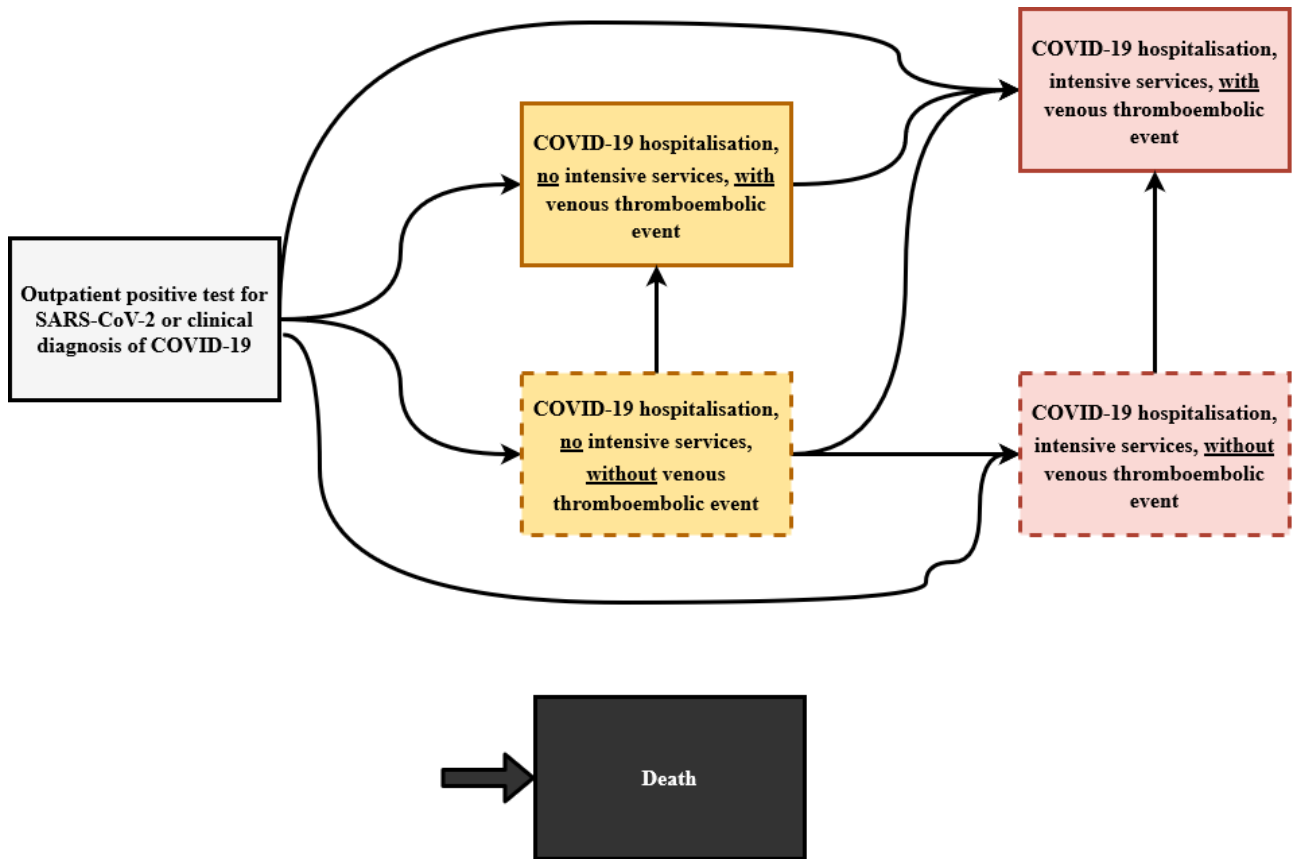 COVID-19 hospitalisation,
intensive services, with
venous thromboembolic
event
COVID-19 hospitalisation,
no intensive services, with
venous thromboembolic
event
Outpatient positive test for
SARS-CoV-2 or clinical
diagnosis of COVID-19
COVID-19 hospitalisation,
no intensive services,
without venous
thromboembolic event
COVID-19 hospitalisation,
intensive services, without
venous thromboembolic
event
Death